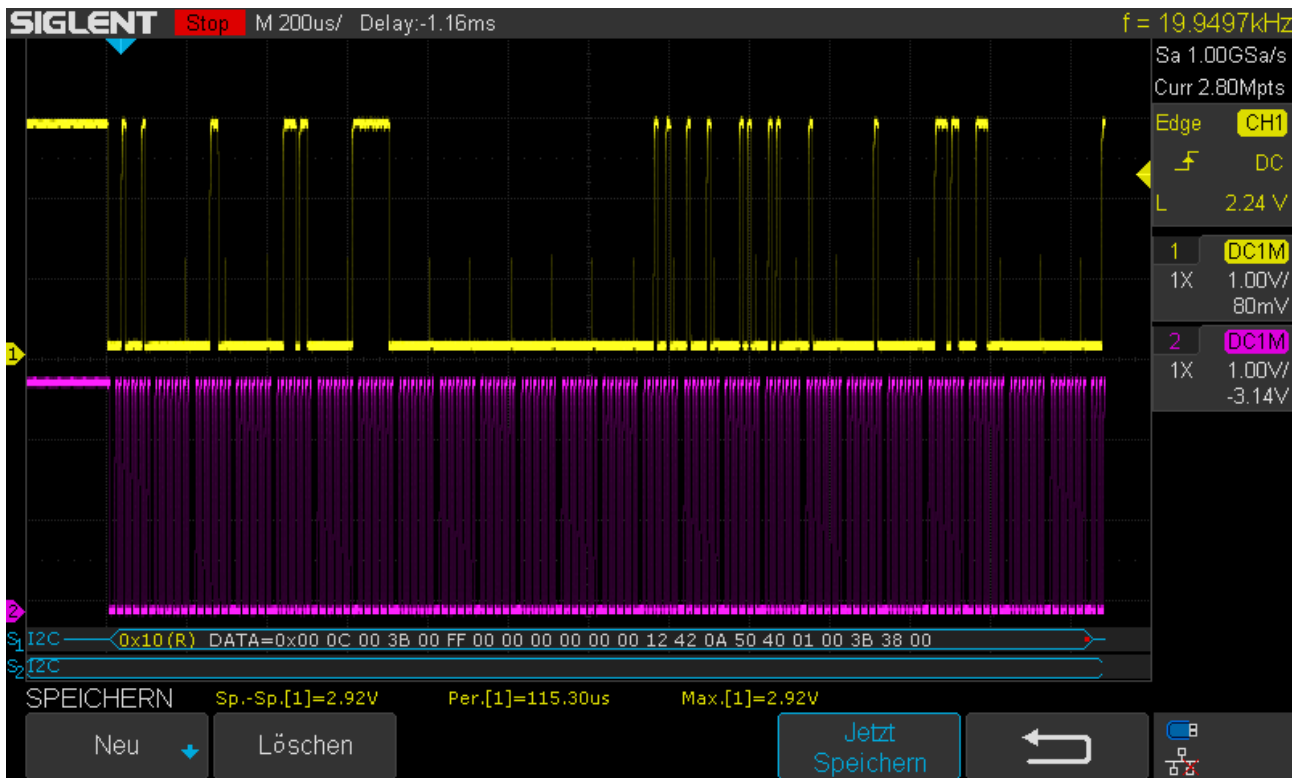 SIGLENT Stop M 200us/ Delay:-1.16ms f = 19.9497kHz
Sa 1.00GSa/s
Curr 2.80Mpts
Edge CH1
DC
L 2.24 V
1 DC1M
1X 1.00V/
80mV
2 DC1M
1X 1.00V/
-3.14V
1
2
S1 I2C 0x10(R) DATA=0x00 0C 00 3B 00 FF 00 00 00 00 00 00 12 42 0A 50 40 01 00 3B 38 00
S2 I2C
SPEICHERN Sp.-Sp.[1]=2.92V Per.[1]=115.30us Max.[1]=2.92V
Neu Löschen Jetzt
Speichern